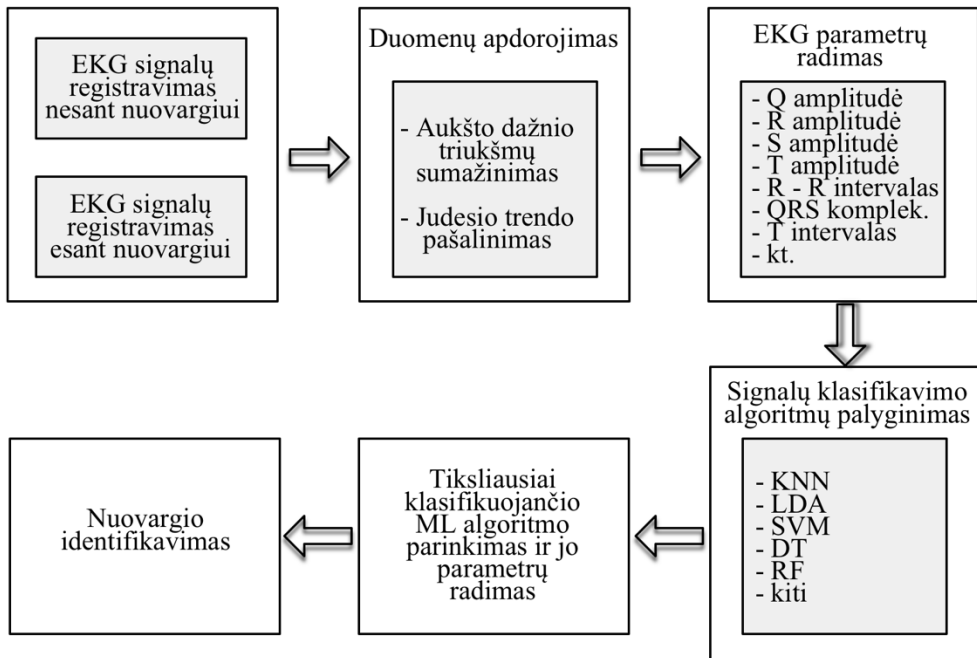 EKG signalų
registravimas
nesant nuovargiui
EKG signalų
registravimas
esant nuovargiui
Duomenų apdorojimas
- Aukšto dažnio
triukšmų
sumažinimas
- Judesio trendo
pašalinimas
EKG parametrų
radimas
- Q amplitudė
- R amplitudė
- S amplitudė
- T amplitudė
- R - R intervalas
- QRS komplek.
- T intervalas
- kt.
Signalų klasifikavimo
algoritmų palyginimas
- KNN
- LDA
- SVM
- DT
- RF
- kiti
Tiksliausiai
klasifikuojančio
ML algoritmo
parinkimas ir jo
parametrų
radimas
Nuovargio
identifikavimas